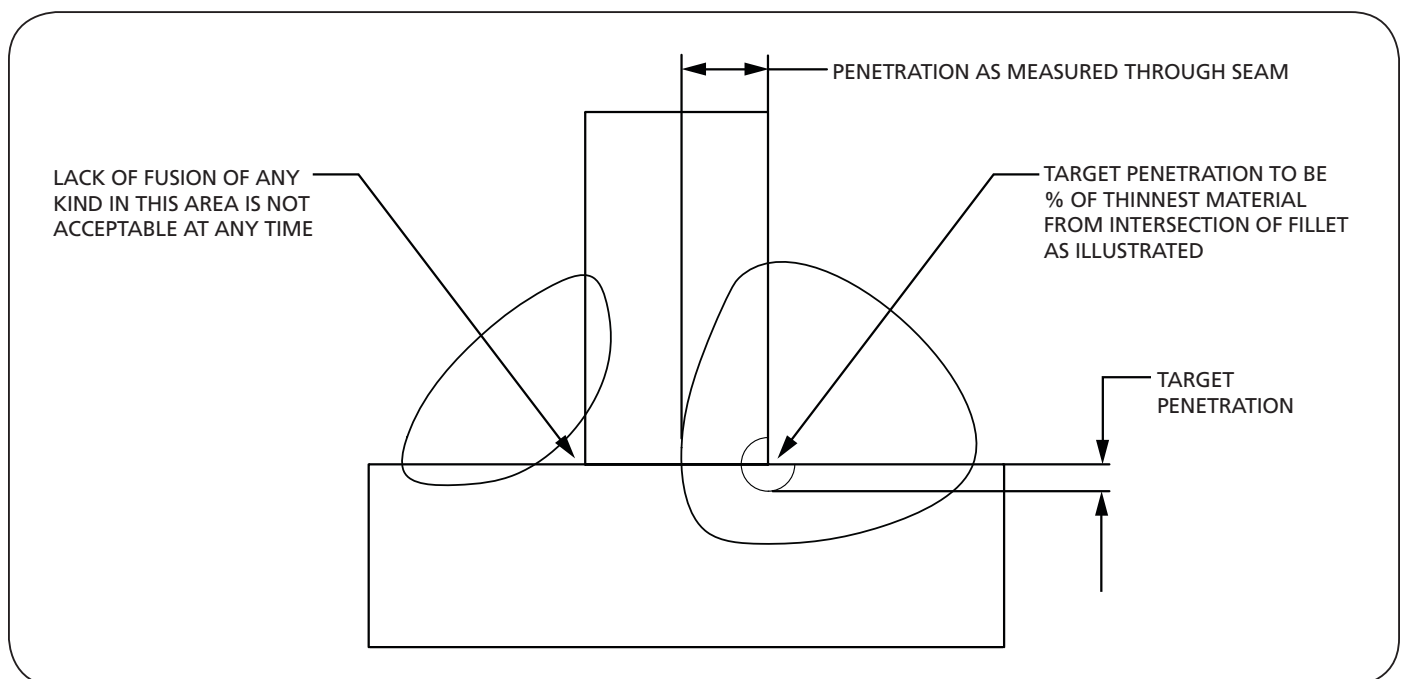 PENETRATION AS MEASURED THROUGH SEAM
LACK OF FUSION OF ANY
KIND IN THIS AREA IS NOT
ACCEPTABLE AT ANY TIME
TARGET PENETRATION TO BE
% OF THINNEST MATERIAL
FROM INTERSECTION OF FILLET
AS ILLUSTRATED
TARGET
PENETRATION